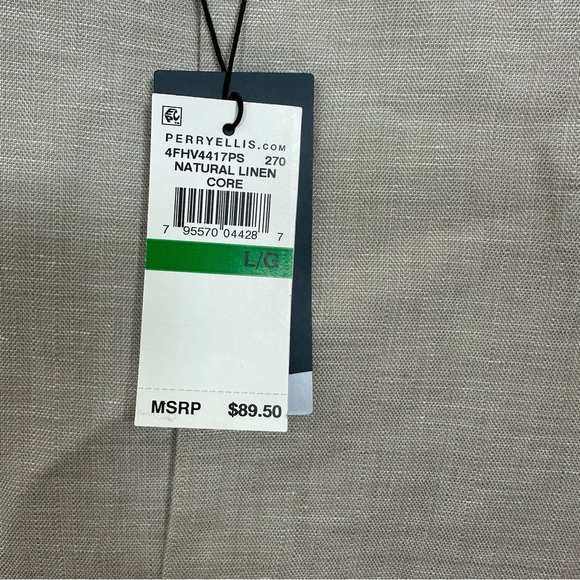 PERRYELLIS.COM
4FHV4417PS 270
NATURAL LINEN
CORE
7 95570 04428 7
L/G
MSRP $89.50